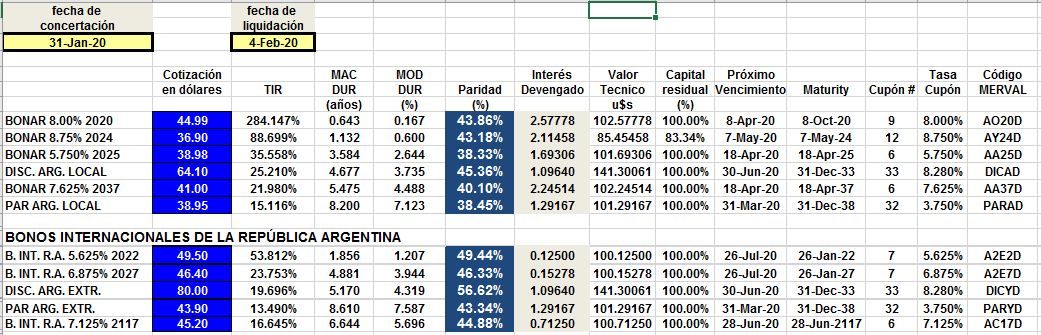 fecha de concertación fecha de liquidación
31-Jan-20 4-Feb-20
Cotización en dólares TIR MAC DUR (años) MOD DUR (%) Paridad (%) Interés Devengado Valor Tecnico u$s Capital residual (%) Próximo Vencimiento Maturity Cupón # Tasa Cupón Código MERVAL
BONAR 8.00% 2020 44.99 284.147% 0.643 0.167 43.86% 2.57778 102.57778 100.00% 8-Apr-20 8-Oct-20 9 8.000% AO20D
BONAR 8.75% 2024 36.90 88.699% 1.132 0.600 43.18% 2.11458 85.45458 83.34% 7-May-20 7-May-24 12 8.750% AY24D
BONAR 5.750% 2025 38.98 35.558% 3.584 2.644 38.33% 1.69306 101.69306 100.00% 18-Apr-20 18-Apr-25 6 5.750% AA25D
DISC. ARG. LOCAL 64.10 25.210% 4.677 3.735 45.36% 1.09640 141.30061 100.00% 30-Jun-20 31-Dec-33 33 8.280% DICAD
BONAR 7.625% 2037 41.00 21.980% 5.475 4.488 40.10% 2.24514 102.24514 100.00% 18-Apr-20 18-Apr-37 6 7.625% AA37D
PAR ARG. LOCAL 38.95 15.116% 8.200 7.123 38.45% 1.29167 101.29167 100.00% 31-Mar-20 31-Dec-38 32 3.750% PARAD
BONOS INTERNACIONALES DE LA REPÚBLICA ARGENTINA
B. INT. R.A. 5.625% 2022 49.50 53.812% 1.856 1.207 49.44% 0.12500 100.12500 100.00% 26-Jul-20 26-Jan-22 7 5.625% A2E2D
B. INT. R.A. 6.875% 2027 46.40 23.753% 4.881 3.944 46.33% 0.15278 100.15278 100.00% 26-Jul-20 26-Jan-27 7 6.875% A2E7D
DISC. ARG. EXTR. 80.00 19.696% 5.170 4.319 56.62% 1.09640 141.30061 100.00% 30-Jun-20 31-Dec-33 33 8.280% DICYD
PAR ARG. EXTR. 43.90 13.490% 8.610 7.587 43.34% 1.29167 101.29167 100.00% 31-Mar-20 31-Dec-38 32 3.750% PARYD
B. INT. R.A. 7.125% 2117 45.20 16.645% 6.644 5.696 44.88% 0.71250 100.71250 100.00% 28-Jun-20 28-Jun-2117 6 7.125% AC17D